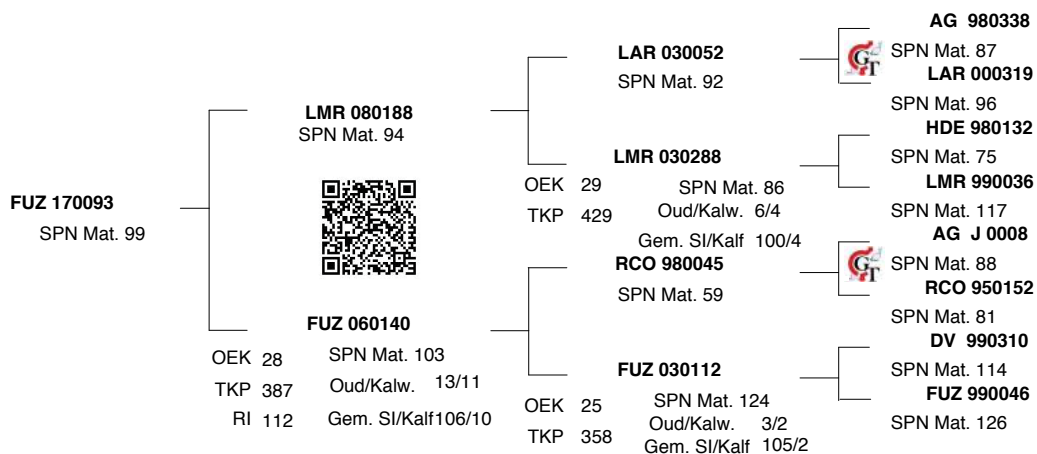 AG 980338
LAR 030052
SPN Mat. 87
GT
LAR 000319
SPN Mat. 92
SPN Mat. 96
LMR 080188
HDE 980132
SPN Mat. 94
LMR 030288
SPN Mat. 75
OEK 29
SPN Mat. 86
LMR 990036
FUZ 170093
TKP 429
Oud/Kalw. 6/4
SPN Mat. 117
SPN Mat. 99
Gem. SI/Kalf 100/4
AG J 0008
RCO 980045
GT
SPN Mat. 88
RCO 950152
SPN Mat. 59
SPN Mat. 81
FUZ 060140
DV 990310
OEK 28
SPN Mat. 103
FUZ 030112
SPN Mat. 114
TKP 387
Oud/Kalw. 13/11
FUZ 990046
OEK 25
SPN Mat. 124
RI 112
Gem. SI/Kalf106/10
Oud/Kalw. 3/2
SPN Mat. 126
TKP 358
Gem. SI/Kalf 105/2